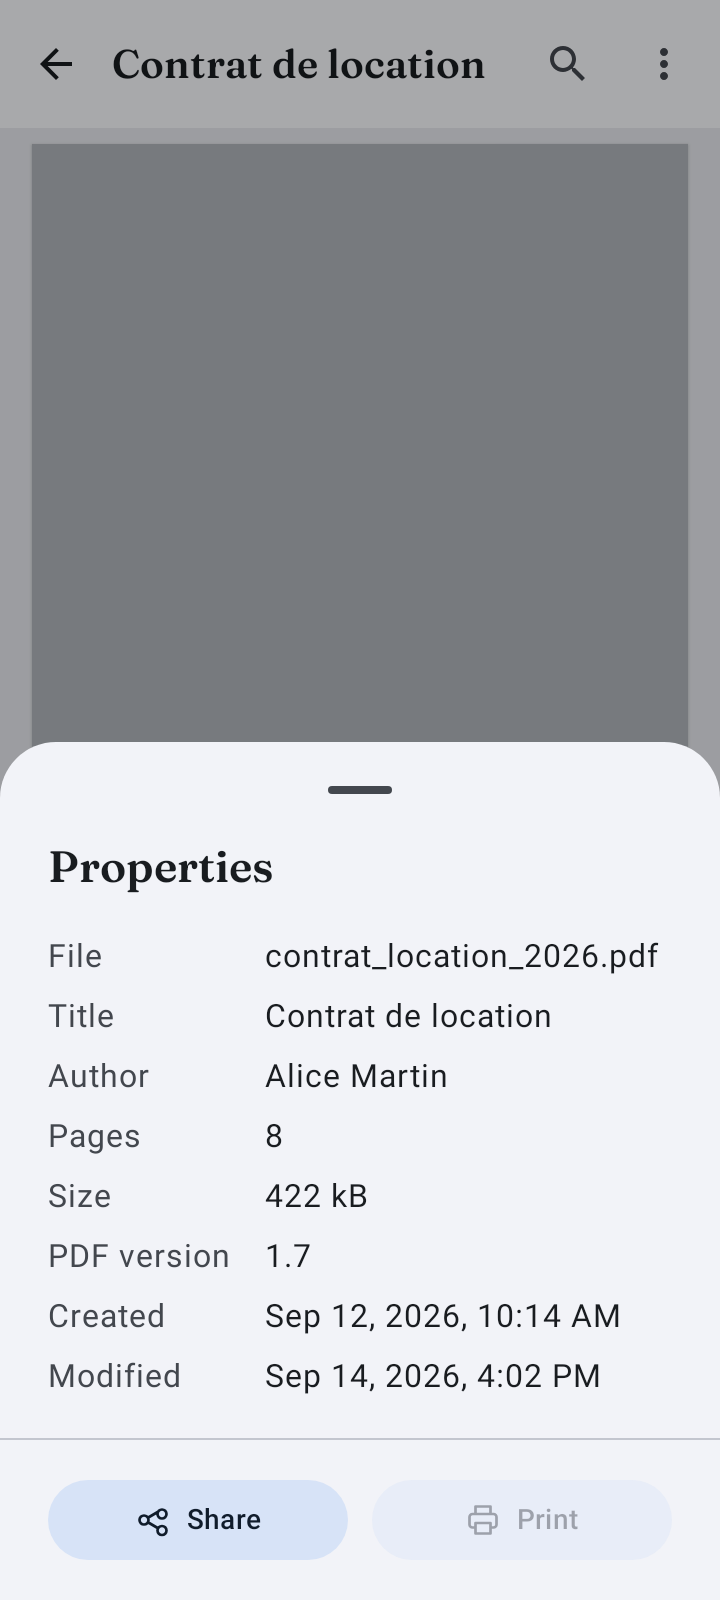 Contrat de location
Properties
File contrat_location_2026.pdf
Title Contrat de location
Author Alice Martin
Pages 8
Size 422 kB
PDF version 1.7
Created Sep 12, 2026, 10:14 AM
Modified Sep 14, 2026, 4:02 PM
Share Print